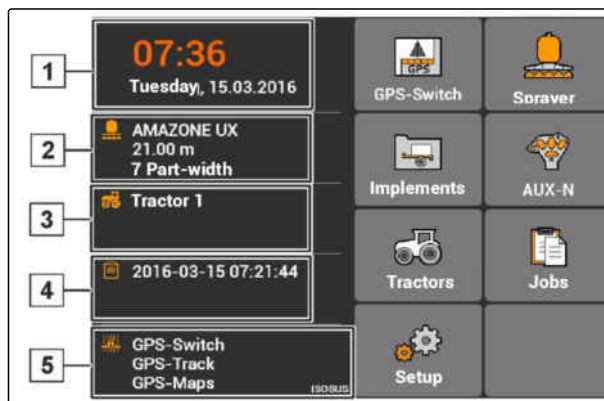 1
07:36
Tuesday, 15.03.2016
2
AMAZONE UX
21.00 m
7 Part-width
3
Tractor 1
4
2016-03-15 07:21:44
5
GPS-Switch
GPS-Track
GPS-Maps
ISOBUS
GPS
GPS-Switch
Sprayer
Implements
AUX-N
Tractors
Jobs
Setup